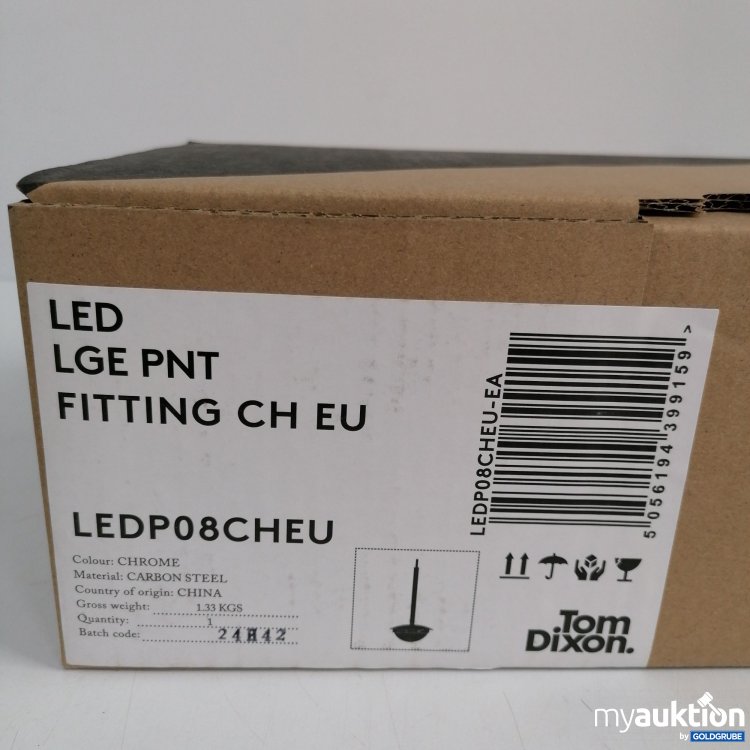 LED
LGE PNT
FITTING CH EU
LEDP08CHEU
Colour: CHROME
Material: CARBON STEEL
Country of origin: CHINA
Gross weight: 1.33 KGS
Quantity: 1
Batch code: 24H42
LEDP08CHEU-EA
5 056194 399159 >
Tom
Dixon.
myauktion
by GOLDGRUBE